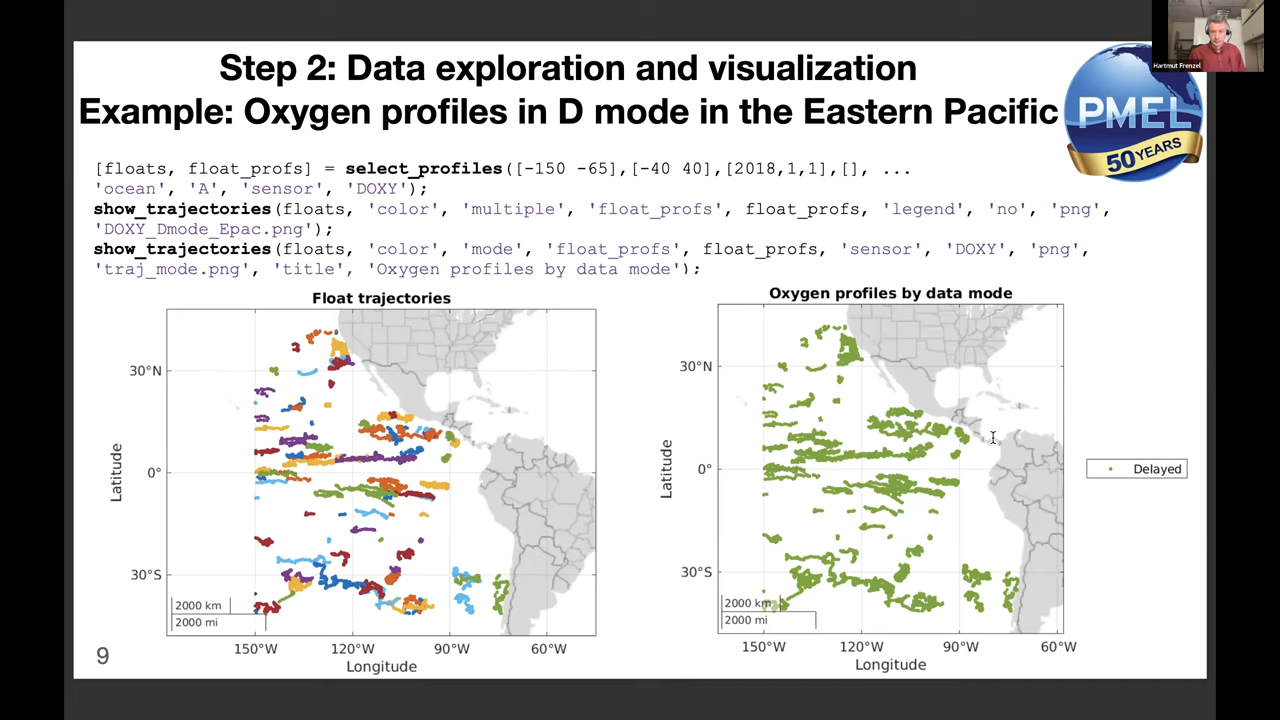 Hartmut Frenzel
Step 2: Data exploration and visualization
Example: Oxygen profiles in D mode in the Eastern Pacific
PMEL
50 YEARS
[floats, float_profs] = select_profiles([-150 -65],[-40 40],[2018,1,1],[], ...
'ocean', 'A', 'sensor', 'DOXY');
show_trajectories(floats, 'color', 'multiple', 'float_profs', float_profs, 'legend', 'no', 'png',
'DOXY_Dmode_Epac.png');
show_trajectories(floats, 'color', 'mode', 'float_profs', float_profs, 'sensor', 'DOXY', 'png',
'traj_mode.png', 'title', 'Oxygen profiles by data mode');
Float trajectories
30°N
0°
30°S
Latitude
2000 km
2000 mi
150°W 120°W 90°W 60°W
Longitude
Oxygen profiles by data mode
30°N
0°
30°S
Latitude
2000 km
2000 mi
150°W 120°W 90°W 60°W
Longitude
Delayed
9